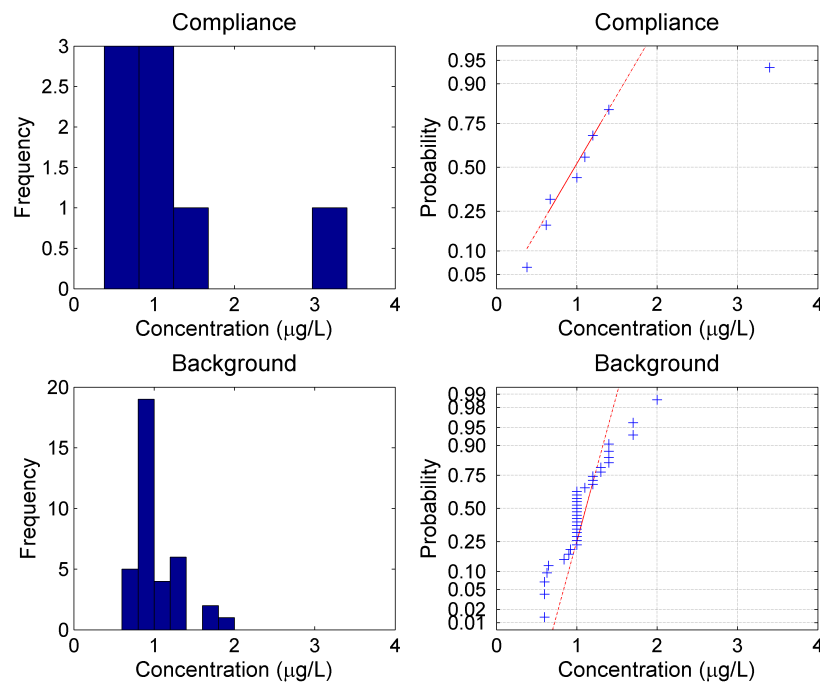 Compliance
3
2.5
2
1.5
1
0.5
0
Frequency
0 1 2 3 4
Concentration (μg/L)
Compliance
0.95
0.90
0.75
0.50
0.25
0.10
0.05
Probability
0 1 2 3 4
Concentration (μg/L)
Background
20
15
10
5
0
Frequency
0 1 2 3 4
Concentration (μg/L)
Background
0.99
0.98
0.95
0.90
0.75
0.50
0.25
0.10
0.05
0.02
0.01
Probability
0 1 2 3 4
Concentration (μg/L)